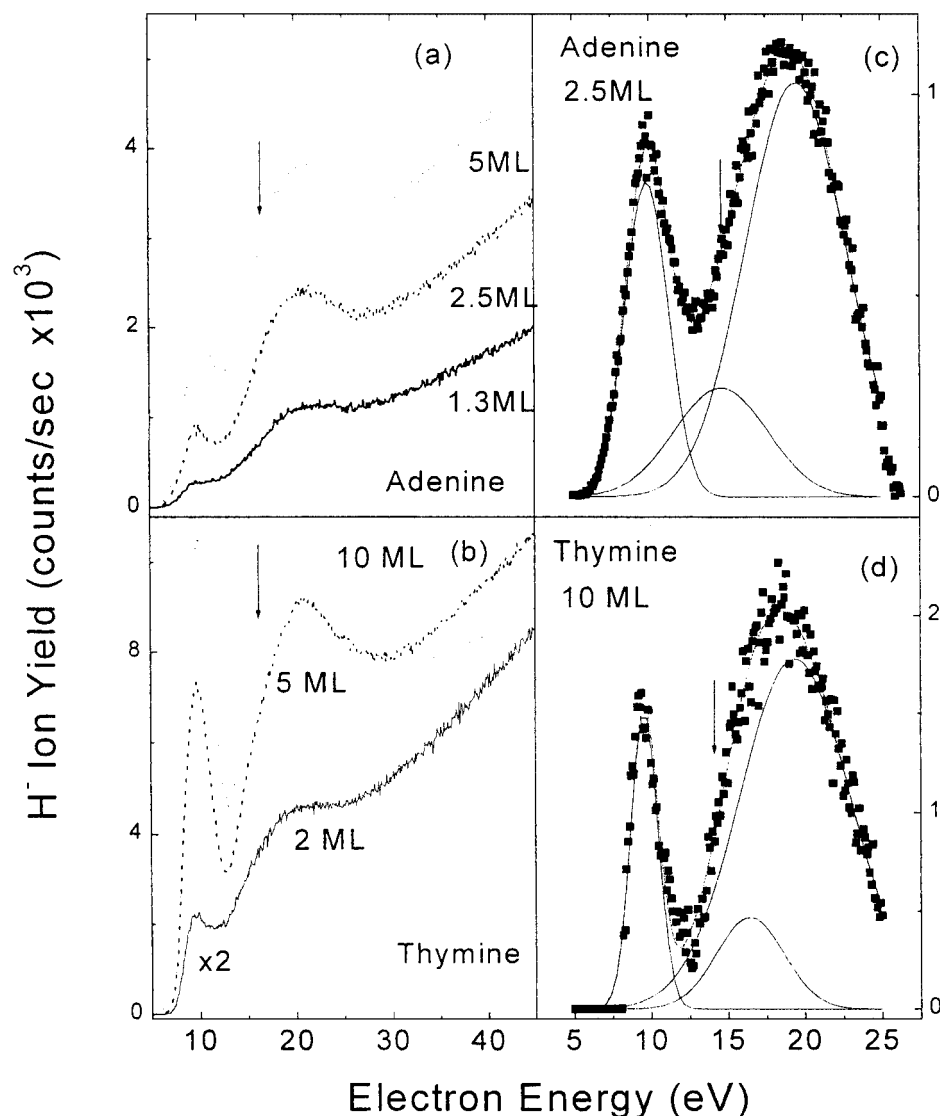 H⁻ Ion Yield (counts/sec x10³)
(a)
4
2
0
5ML
2.5ML
1.3ML
Adenine
Adenine
2.5ML
(c)
1
0
(b)
8
4
0
10 ML
5 ML
2 ML
x2
Thymine
10 20 30 40
Thymine
10 ML
(d)
2
1
0
5 10 15 20 25
Electron Energy (eV)